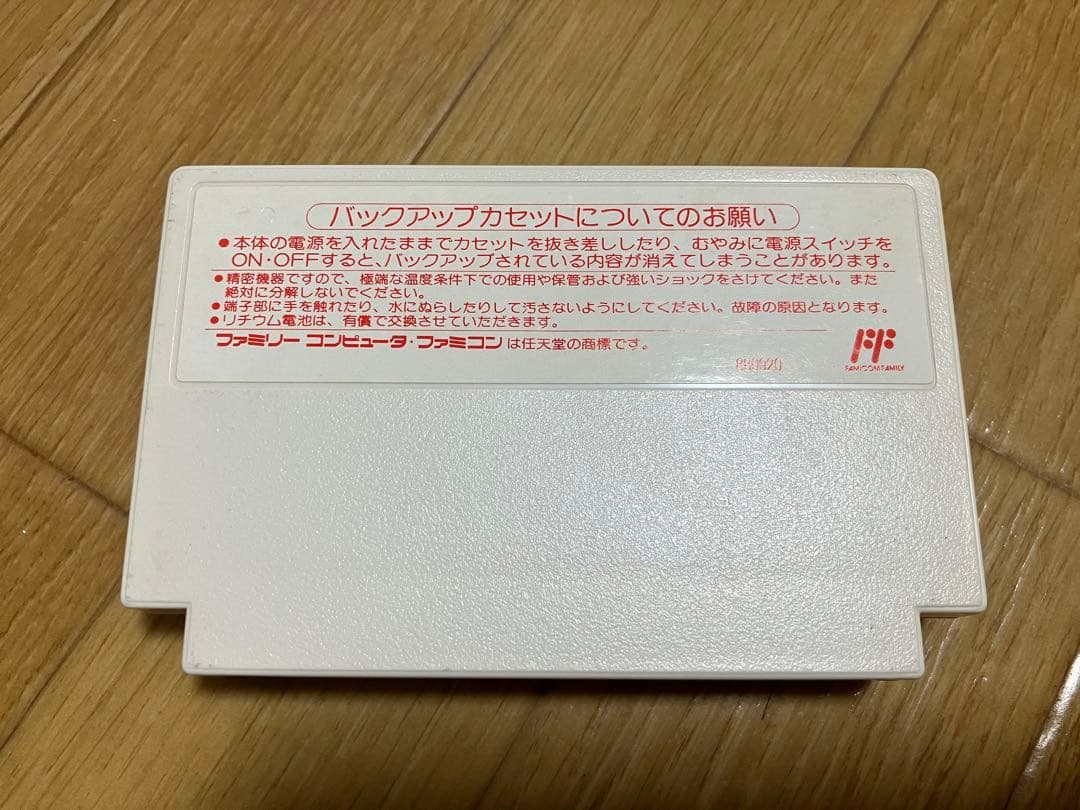 バックアップカセットについてのお願い
●本体の電源を入れたままでカセットを抜き差ししたり、むやみに電源スイッチを
ON・OFFすると、バックアップされている内容が消えてしまうことがあります。
●精密機器ですので、極端な温度条件下での使用や保管および強いショックをさけてください。また
絶対に分解しないでください。
●端子部に手を触れたり、水にぬらしたりして汚さないようにしてください。故障の原因となります。
●リチウム電池は、有償で交換させていただきます。
ファミリー コンピュータ・ファミコンは任天堂の商標です。
FF
FAMICOM FAMILY